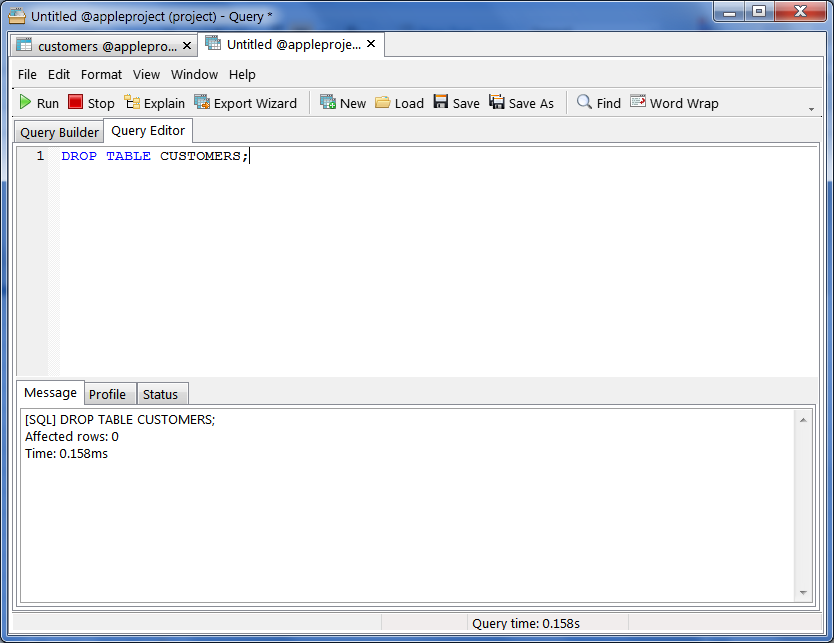 Untitled @appleproject (project) - Query *
customers @applepro... Untitled @appleproje...
File Edit Format View Window Help
Run Stop Explain Export Wizard New Load Save Save As Find Word Wrap
Query Builder Query Editor
1 DROP TABLE CUSTOMERS;
Message Profile Status
[SQL] DROP TABLE CUSTOMERS;
Affected rows: 0
Time: 0.158ms
Query time: 0.158s